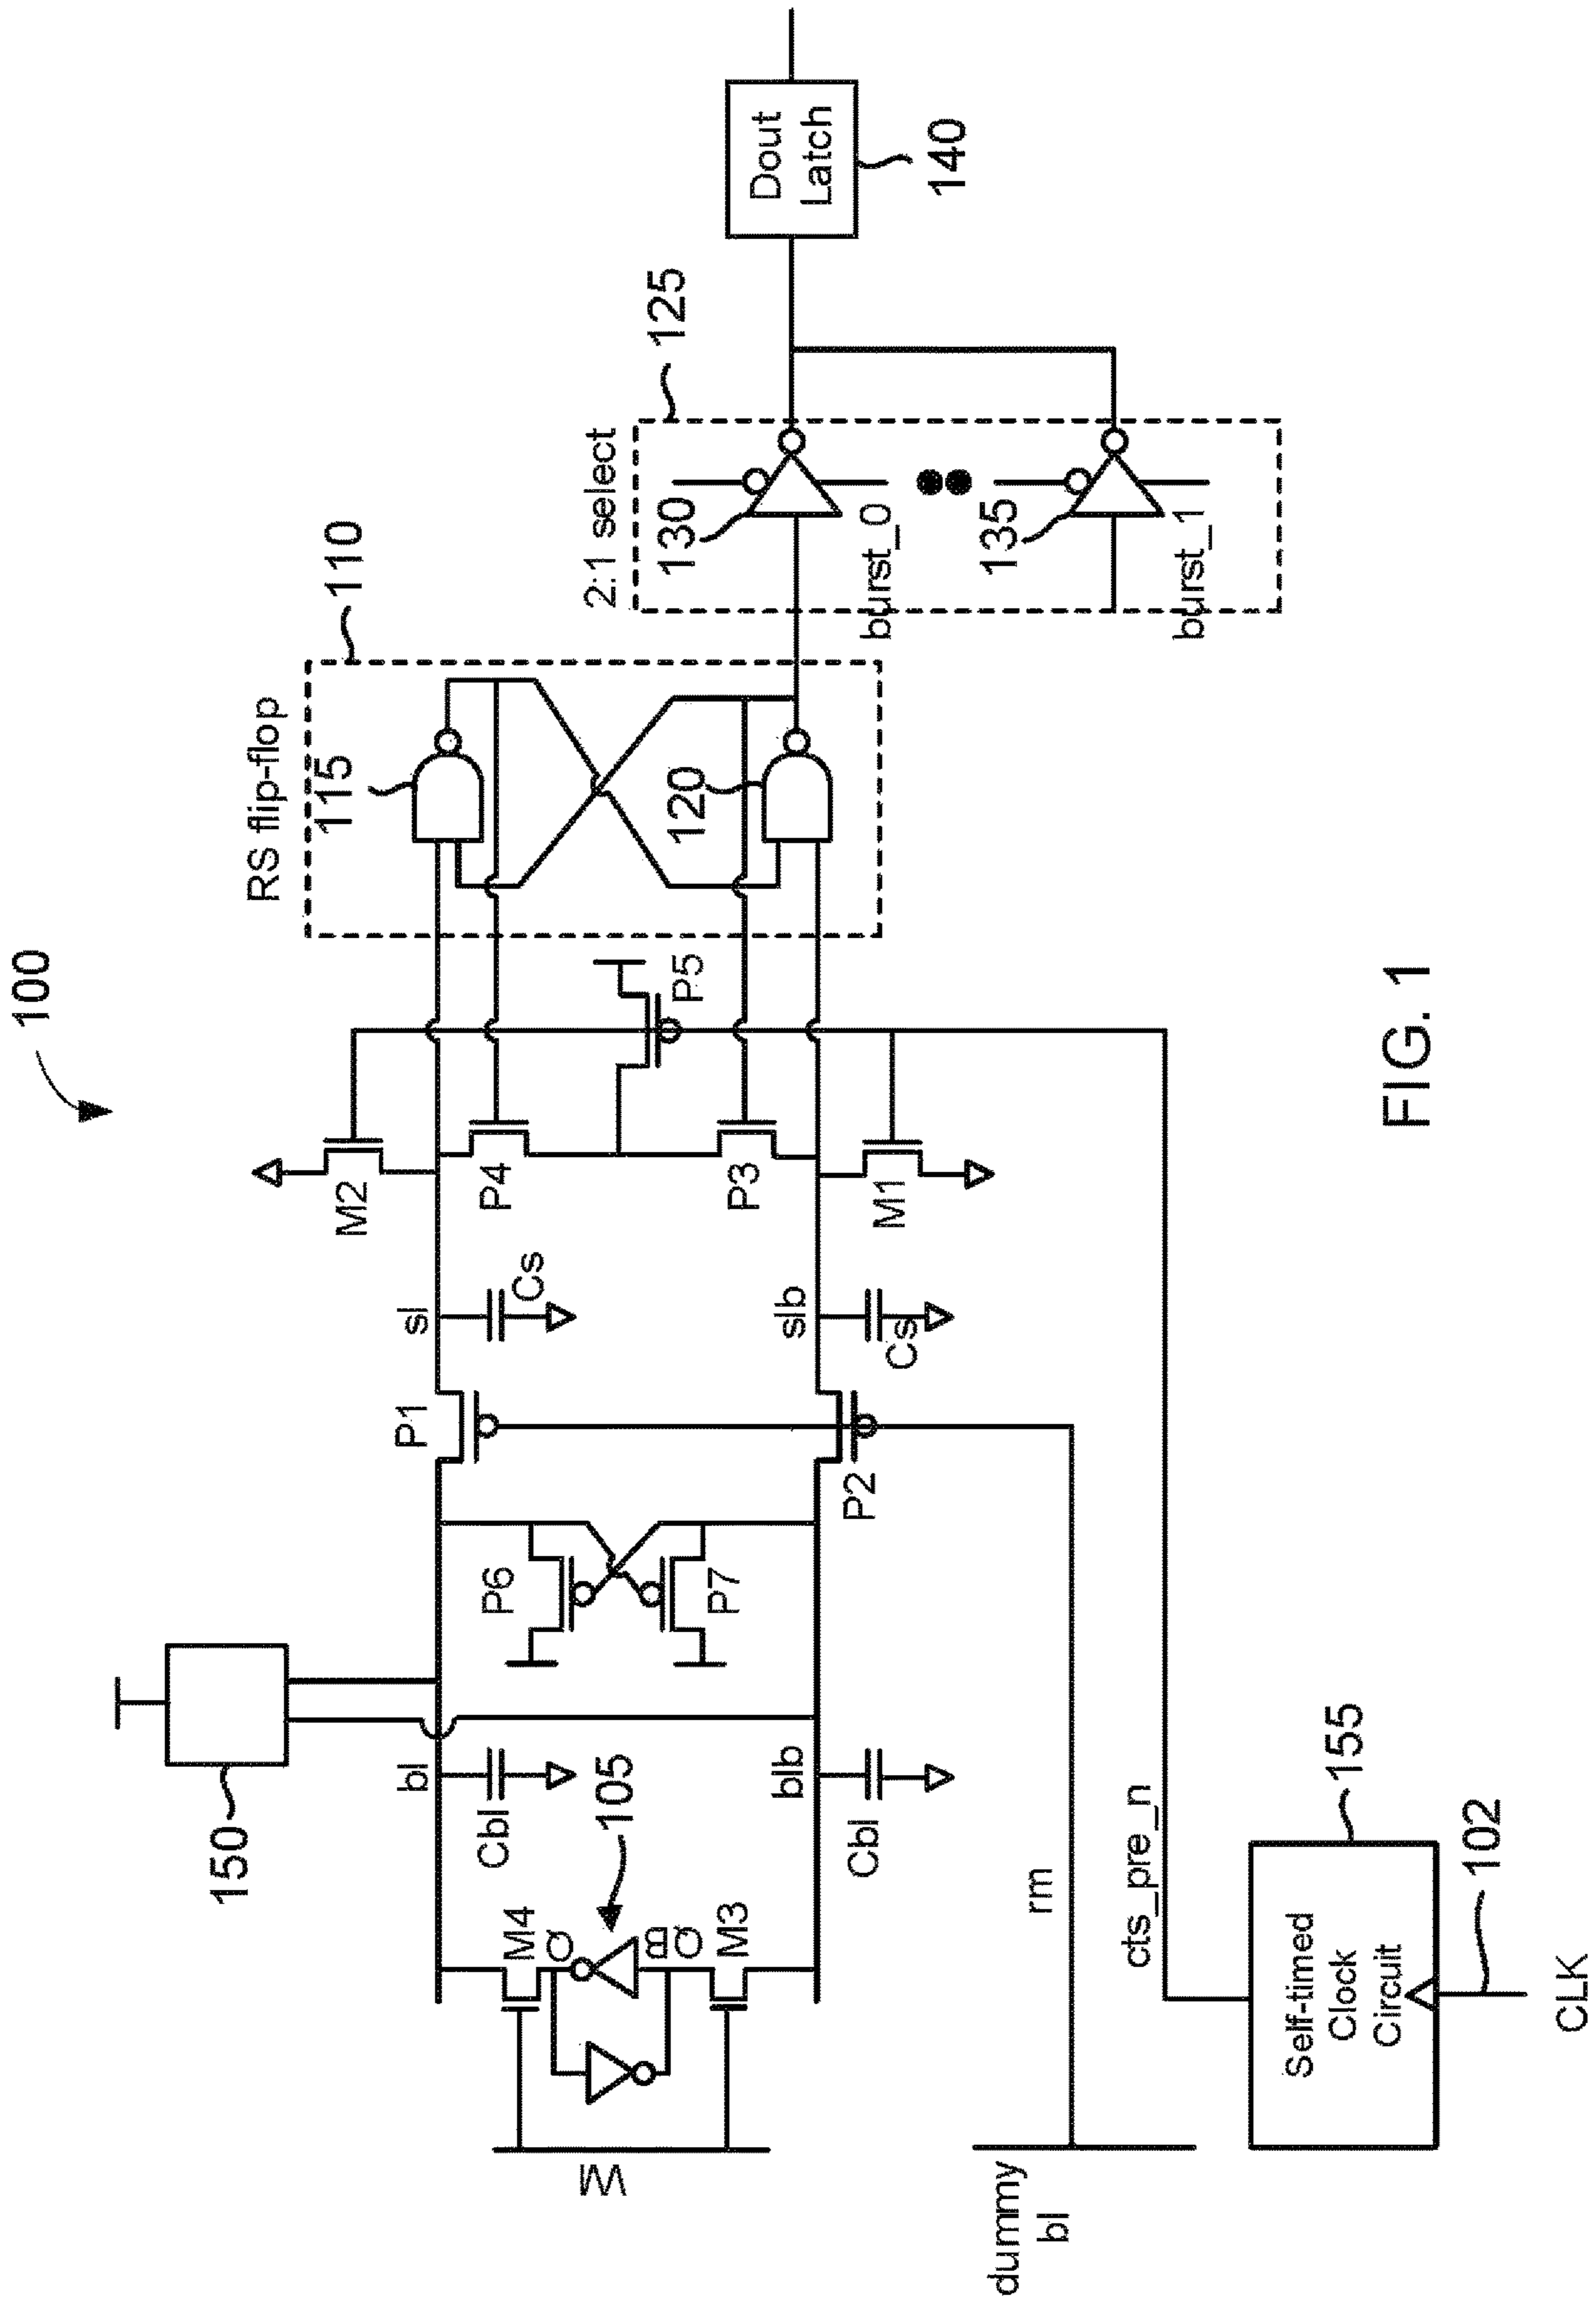 100
150
bl
Cbl
M4
Q
105
QB
M3
Wl
blb
Cbl
P6
P7
P1
P2
sl
Cs
slb
Cs
M2
P4
P3
M1
P5
RS flip-flop
110
115
120
2:1 select
125
130
burst_0
135
burst_1
Dout
Latch
140
dummy
bl
rm
cts_pre_n
Self-timed
Clock
Circuit
155
102
CLK
FIG. 1